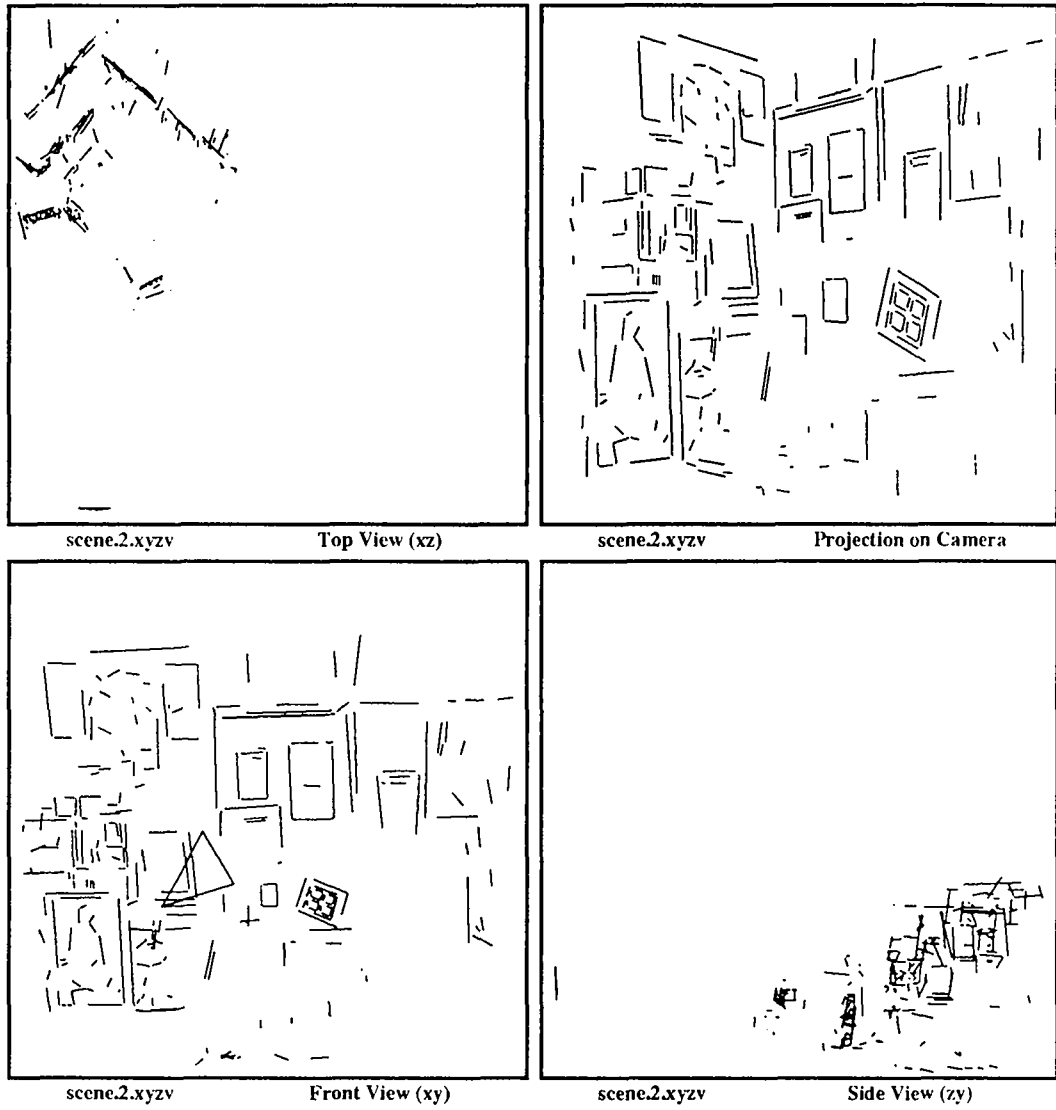 scene.2.xyzv Top View (xz)
scene.2.xyzv Projection on Camera
scene.2.xyzv Front View (xy)
scene.2.xyzv Side View (zy)